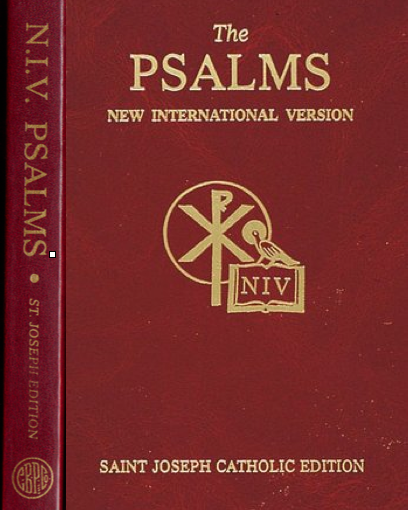 N.I.V. PSALMS • ST. JOSEPH EDITION
The
PSALMS
NEW INTERNATIONAL VERSION
NIV
SAINT JOSEPH CATHOLIC EDITION